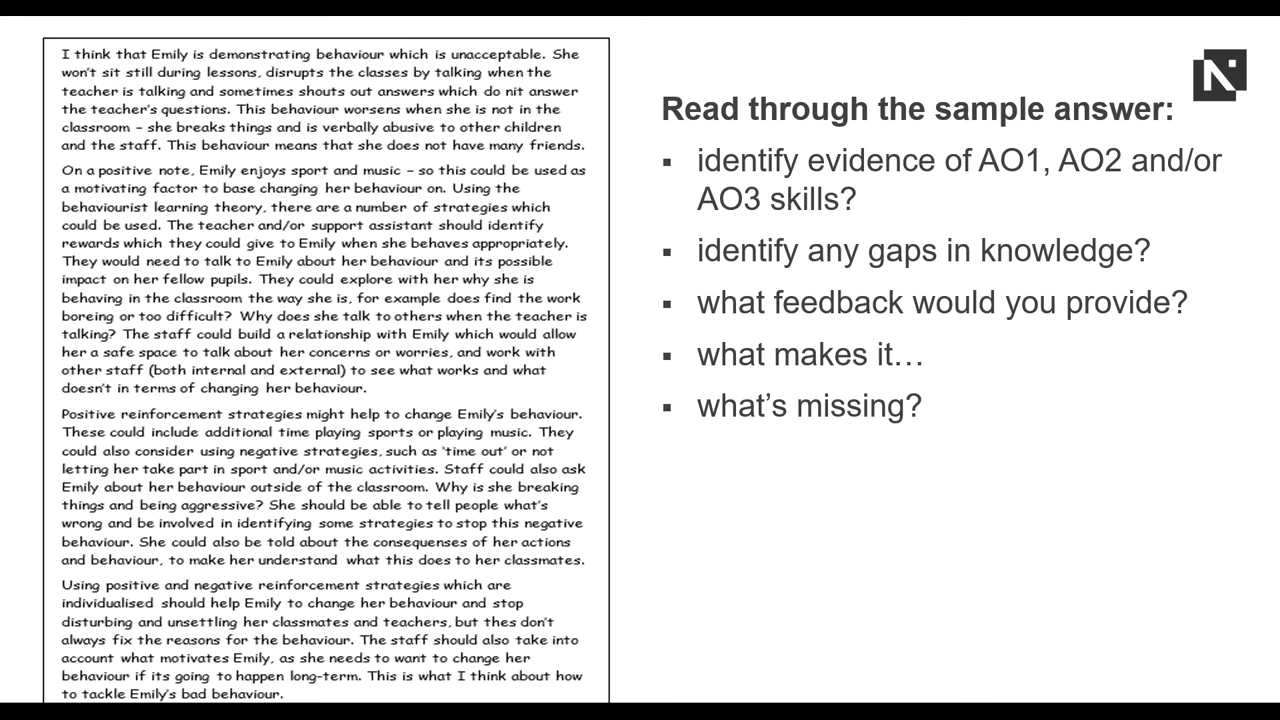 I think that Emily is demonstrating behaviour which is unacceptable. She
won't sit still during lessons, disrupts the classes by talking when the
teacher is talking and sometimes shouts out answers which do nit answer
the teacher's questions. This behaviour worsens when she is not in the
classroom – she breaks things and is verbally abusive to other children
and the staff. This behaviour means that she does not have many friends.
On a positive note, Emily enjoys sport and music – so this could be used as
a motivating factor to base changing her behaviour on. Using the
behaviourist learning theory, there are a number of strategies which
could be used. The teacher and/or support assistant should identify
rewards which they could give to Emily when she behaves appropriately.
They would need to talk to Emily about her behaviour and its possible
impact on her fellow pupils. They could explore with her why she is
behaving in the classroom the way she is, for example does find the work
boreing or too difficult? Why does she talk to others when the teacher is
talking? The staff could build a relationship with Emily which would allow
her a safe space to talk about her concerns or worries, and work with
other staff (both internal and external) to see what works and what
doesn't in terms of changing her behaviour.
Positive reinforcement strategies might help to change Emily's behaviour.
These could include additional time playing sports or playing music. They
could also consider using negative strategies, such as 'time out' or not
letting her take part in sport and/or music activities. Staff could also ask
Emily about her behaviour outside of the classroom. Why is she breaking
things and being aggressive? She should be able to tell people what's
wrong and be involved in identifying some strategies to stop this negative
behaviour. She could also be told about the consequenses of her actions
and behaviour, to make her understand what this does to her classmates.
Using positive and negative reinforcement strategies which are
individualised should help Emily to change her behaviour and stop
disturbing and unsettling her classmates and teachers, but thes don't
always fix the reasons for the behaviour. The staff should also take into
account what motivates Emily, as she needs to want to change her
behaviour if its going to happen long-term. This is what I think about how
to tackle Emily's bad behaviour.
N
Read through the sample answer:
▪ identify evidence of AO1, AO2 and/or
AO3 skills?
▪ identify any gaps in knowledge?
▪ what feedback would you provide?
▪ what makes it…
▪ what's missing?